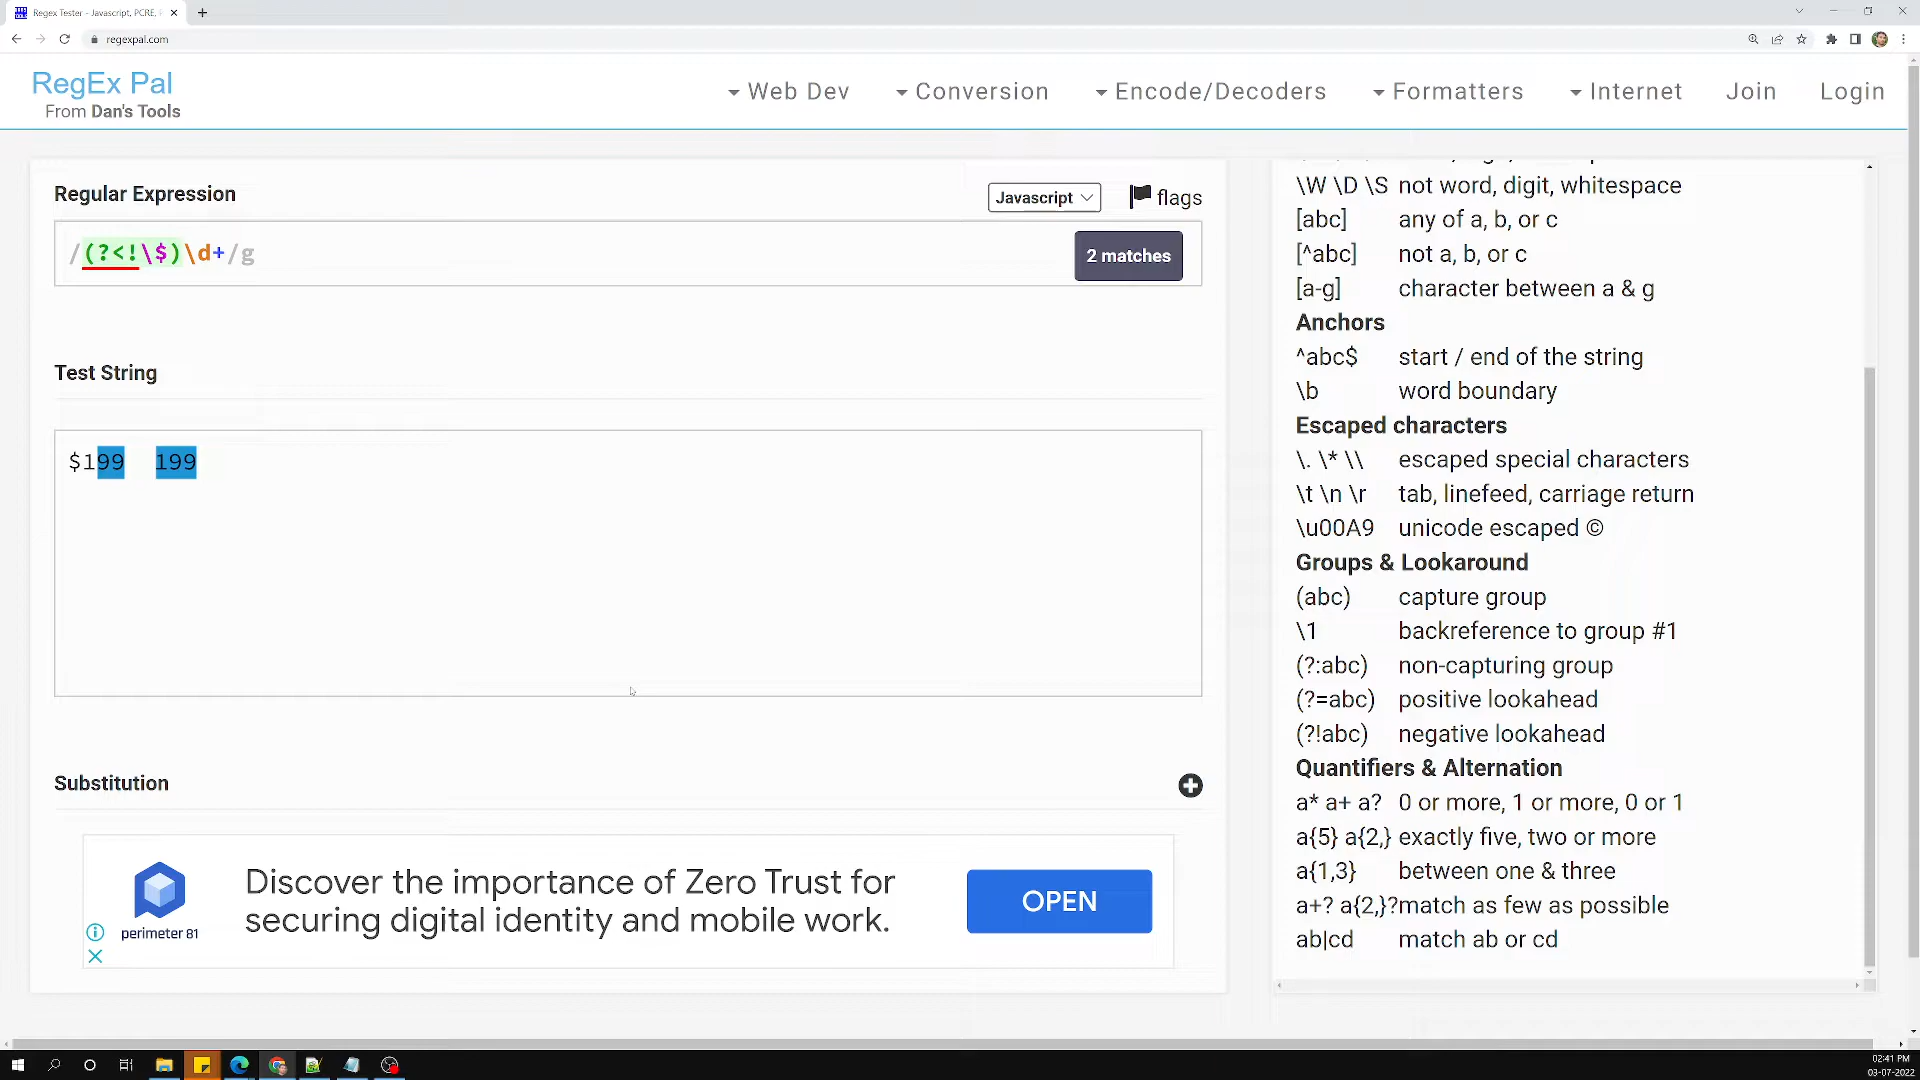 Regex Tester - Javascript, PCRE,
regexpal.com
RegEx Pal
From Dan's Tools
Web Dev
Conversion
Encode/Decoders
Formatters
Internet
Join
Login
Regular Expression
Javascript
flags
/(?<!\$)\d+/g
2 matches
Test String
$199 199
Substitution
perimeter 81
Discover the importance of Zero Trust for
securing digital identity and mobile work.
OPEN
\W \D \S not word, digit, whitespace
[abc] any of a, b, or c
[^abc] not a, b, or c
[a-g] character between a & g
Anchors
^abc$ start / end of the string
\b word boundary
Escaped characters
\. \* \\ escaped special characters
\t \n \r tab, linefeed, carriage return
\u00A9 unicode escaped ©
Groups & Lookaround
(abc) capture group
\1 backreference to group #1
(?:abc) non-capturing group
(?=abc) positive lookahead
(?!abc) negative lookahead
Quantifiers & Alternation
a* a+ a? 0 or more, 1 or more, 0 or 1
a{5} a{2,} exactly five, two or more
a{1,3} between one & three
a+? a{2,}? match as few as possible
ab|cd match ab or cd
02:41 PM
03-07-2022